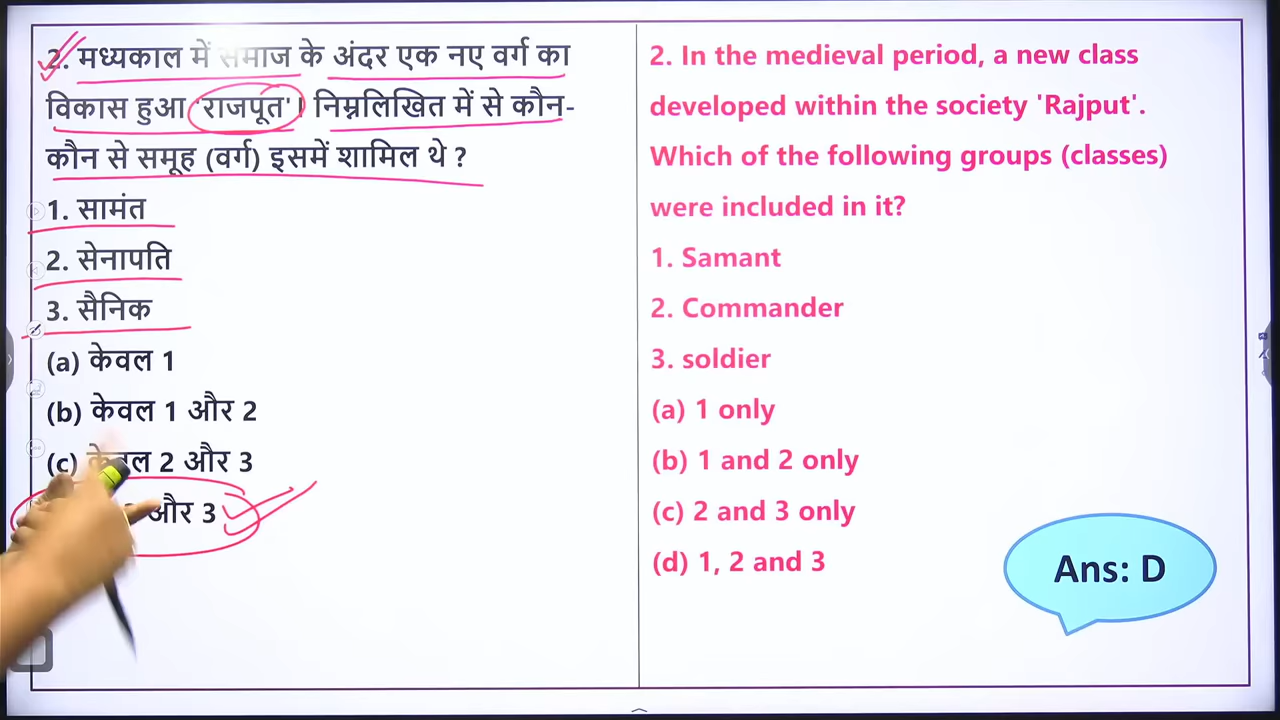 2. मध्यकाल में समाज के अंदर एक नए वर्ग का
विकास हुआ 'राजपूत'। निम्नलिखित में से कौन-
कौन से समूह (वर्ग) इसमें शामिल थे ?
1. सामंत
2. सेनापति
3. सैनिक
(a) केवल 1
(b) केवल 1 और 2
(c) केवल 2 और 3
और 3
2. In the medieval period, a new class
developed within the society 'Rajput'.
Which of the following groups (classes)
were included in it?
1. Samant
2. Commander
3. soldier
(a) 1 only
(b) 1 and 2 only
(c) 2 and 3 only
(d) 1, 2 and 3
Ans: D